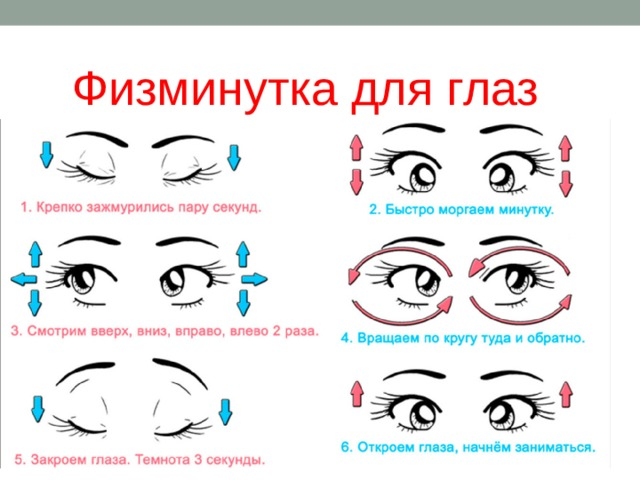 Физминутка для глаз
1. Крепко зажмурились пару секунд.
2. Быстро моргаем минутку.
3. Смотрим вверх, вниз, вправо, влево 2 раза.
4. Вращаем по кругу туда и обратно.
5. Закроем глаза. Темнота 3 секунды.
6. Откроем глаза, начнём заниматься.